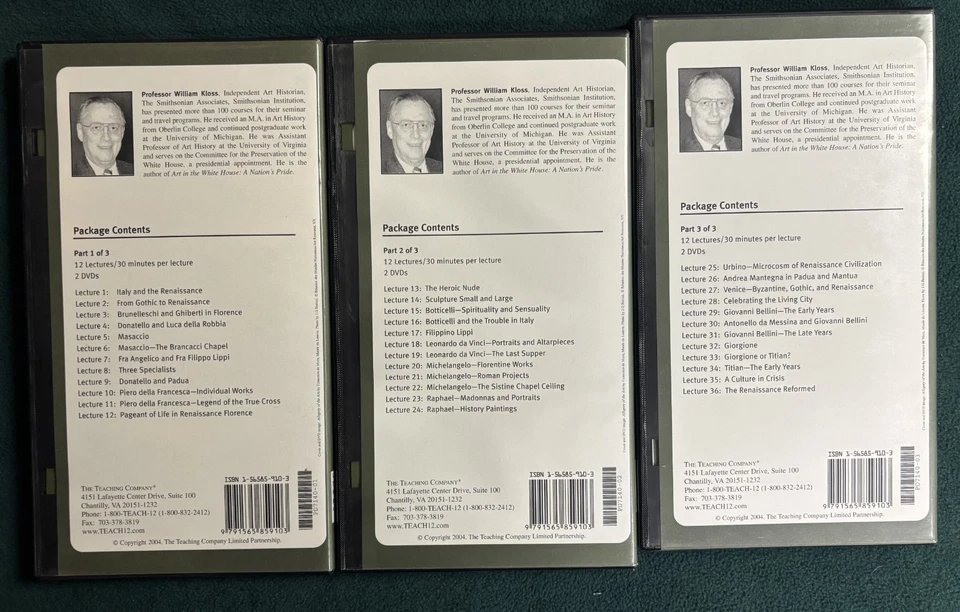 Professor William Kloss, Independent Art Historian,
The Smithsonian Associates, Smithsonian Institution,
has presented more than 100 courses for their seminar
and travel programs. He received an M.A. in Art History
from Oberlin College and continued postgraduate work
at the University of Michigan. He was Assistant
Professor of Art History at the University of Virginia
and serves on the Committee for the Preservation of the
White House, a presidential appointment. He is the
author of Art in the White House: A Nation's Pride.
Package Contents
Part 1 of 3
12 Lectures/30 minutes per lecture
2 DVDs
Lecture 1: Italy and the Renaissance
Lecture 2: From Gothic to Renaissance
Lecture 3: Brunelleschi and Ghiberti in Florence
Lecture 4: Donatello and Luca della Robbia
Lecture 5: Masaccio
Lecture 6: Masaccio—The Brancacci Chapel
Lecture 7: Fra Angelico and Fra Filippo Lippi
Lecture 8: Three Specialists
Lecture 9: Donatello and Padua
Lecture 10: Piero della Francesca—Individual Works
Lecture 11: Piero della Francesca—Legend of the True Cross
Lecture 12: Pageant of Life in Renaissance Florence
THE TEACHING COMPANY®
4151 Lafayette Center Drive, Suite 100
Chantilly, VA 20151-1232
Phone: 1-800-TEACH-12 (1-800-832-2412)
Fax: 703-378-3819
www.TEACH12.com
ISBN 1-56585-910-3
9 781565 859103
PD7140-01
© Copyright 2004. The Teaching Company Limited Partnership.
Professor William Kloss, Independent Art Historian,
The Smithsonian Associates, Smithsonian Institution,
has presented more than 100 courses for their seminar
and travel programs. He received an M.A. in Art History
from Oberlin College and continued postgraduate work
at the University of Michigan. He was Assistant
Professor of Art History at the University of Virginia
and serves on the Committee for the Preservation of the
White House, a presidential appointment. He is the
author of Art in the White House: A Nation's Pride.
Package Contents
Part 2 of 3
12 Lectures/30 minutes per lecture
2 DVDs
Lecture 13: The Heroic Nude
Lecture 14: Sculpture Small and Large
Lecture 15: Botticelli—Spirituality and Sensuality
Lecture 16: Botticelli and the Trouble in Italy
Lecture 17: Filippino Lippi
Lecture 18: Leonardo da Vinci—Portraits and Altarpieces
Lecture 19: Leonardo da Vinci—The Last Supper
Lecture 20: Michelangelo—Florentine Works
Lecture 21: Michelangelo—Roman Projects
Lecture 22: Michelangelo—The Sistine Chapel Ceiling
Lecture 23: Raphael—Madonnas and Portraits
Lecture 24: Raphael—History Paintings
THE TEACHING COMPANY®
4151 Lafayette Center Drive, Suite 100
Chantilly, VA 20151-1232
Phone: 1-800-TEACH-12 (1-800-832-2412)
Fax: 703-378-3819
www.TEACH12.com
ISBN 1-56585-910-3
9 781565 859103
PD7140-02
© Copyright 2004. The Teaching Company Limited Partnership.
Professor William Kloss, Independent Art Historian,
The Smithsonian Associates, Smithsonian Institution,
has presented more than 100 courses for their seminar
and travel programs. He received an M.A. in Art History
from Oberlin College and continued postgraduate work
at the University of Michigan. He was Assistant
Professor of Art History at the University of Virginia
and serves on the Committee for the Preservation of the
White House, a presidential appointment. He is the
author of Art in the White House: A Nation's Pride.
Package Contents
Part 3 of 3
12 Lectures/30 minutes per lecture
2 DVDs
Lecture 25: Urbino—Microcosm of Renaissance Civilization
Lecture 26: Andrea Mantegna in Padua and Mantua
Lecture 27: Venice—Byzantine, Gothic, and Renaissance
Lecture 28: Celebrating the Living City
Lecture 29: Giovanni Bellini—The Early Years
Lecture 30: Antonello da Messina and Giovanni Bellini
Lecture 31: Giovanni Bellini—The Late Years
Lecture 32: Giorgione
Lecture 33: Giorgione or Titian?
Lecture 34: Titian—The Early Years
Lecture 35: A Culture in Crisis
Lecture 36: The Renaissance Reformed
THE TEACHING COMPANY®
4151 Lafayette Center Drive, Suite 100
Chantilly, VA 20151-1232
Phone: 1-800-TEACH-12 (1-800-832-2412)
Fax: 703-378-3819
www.TEACH12.com
ISBN 1-56585-910-3
9 781565 859103
PD7140-03
© Copyright 2004. The Teaching Company Limited Partnership.